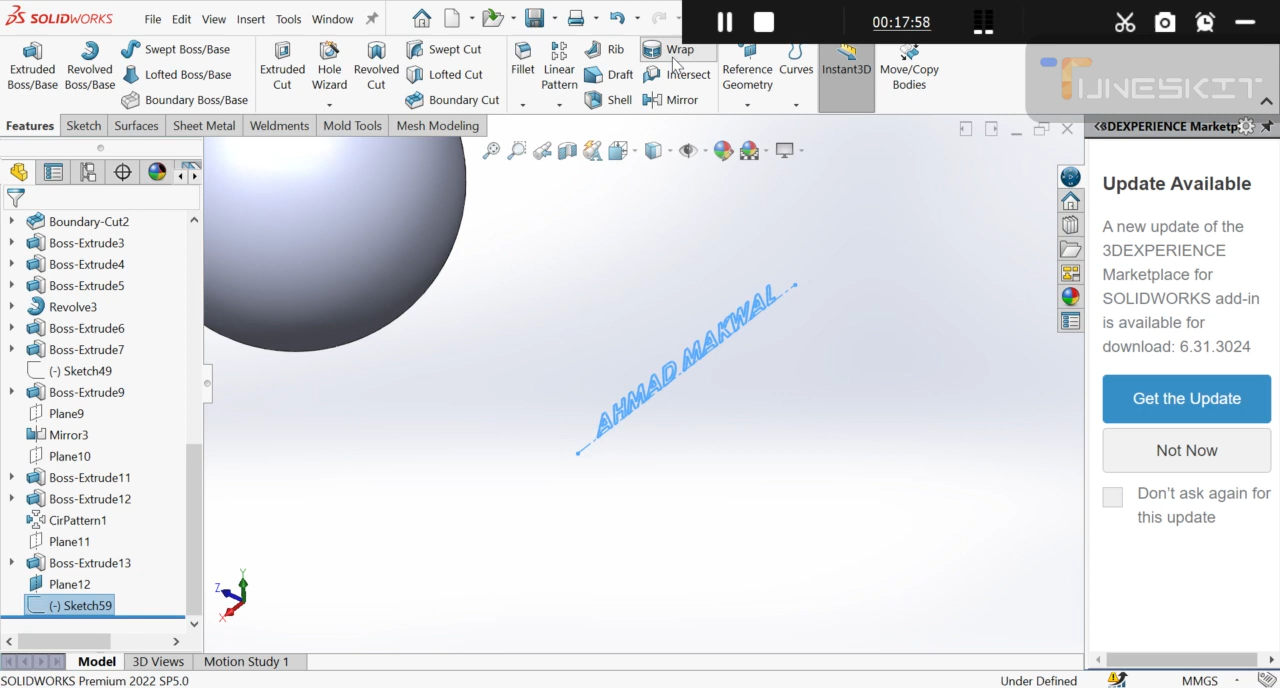 SOLIDWORKS File Edit View Insert Tools Window
00:17:58
Extruded Boss/Base
Revolved Boss/Base
Swept Boss/Base
Lofted Boss/Base
Boundary Boss/Base
Extruded Cut
Hole Wizard
Revolved Cut
Swept Cut
Lofted Cut
Boundary Cut
Fillet
Linear Pattern
Rib
Draft
Shell
Wrap
Intersect
Mirror
Reference Geometry
Curves
Instant3D
Move/Copy Bodies
TUNESKIT
Features Sketch Surfaces Sheet Metal Weldments Mold Tools Mesh Modeling
3DEXPERIENCE Marketp
Boundary-Cut2
Boss-Extrude3
Boss-Extrude4
Boss-Extrude5
Revolve3
Boss-Extrude6
Boss-Extrude7
(-) Sketch49
Boss-Extrude9
Plane9
Mirror3
Plane10
Boss-Extrude11
Boss-Extrude12
CirPattern1
Plane11
Boss-Extrude13
Plane12
(-) Sketch59
AHMAD MAKWAL
Z
Y
X
Update Available
A new update of the
3DEXPERIENCE
Marketplace for
SOLIDWORKS add-in
is available for
download: 6.31.3024
Get the Update
Not Now
Don't ask again for
this update
Model 3D Views Motion Study 1
SOLIDWORKS Premium 2022 SP5.0
Under Defined
MMGS